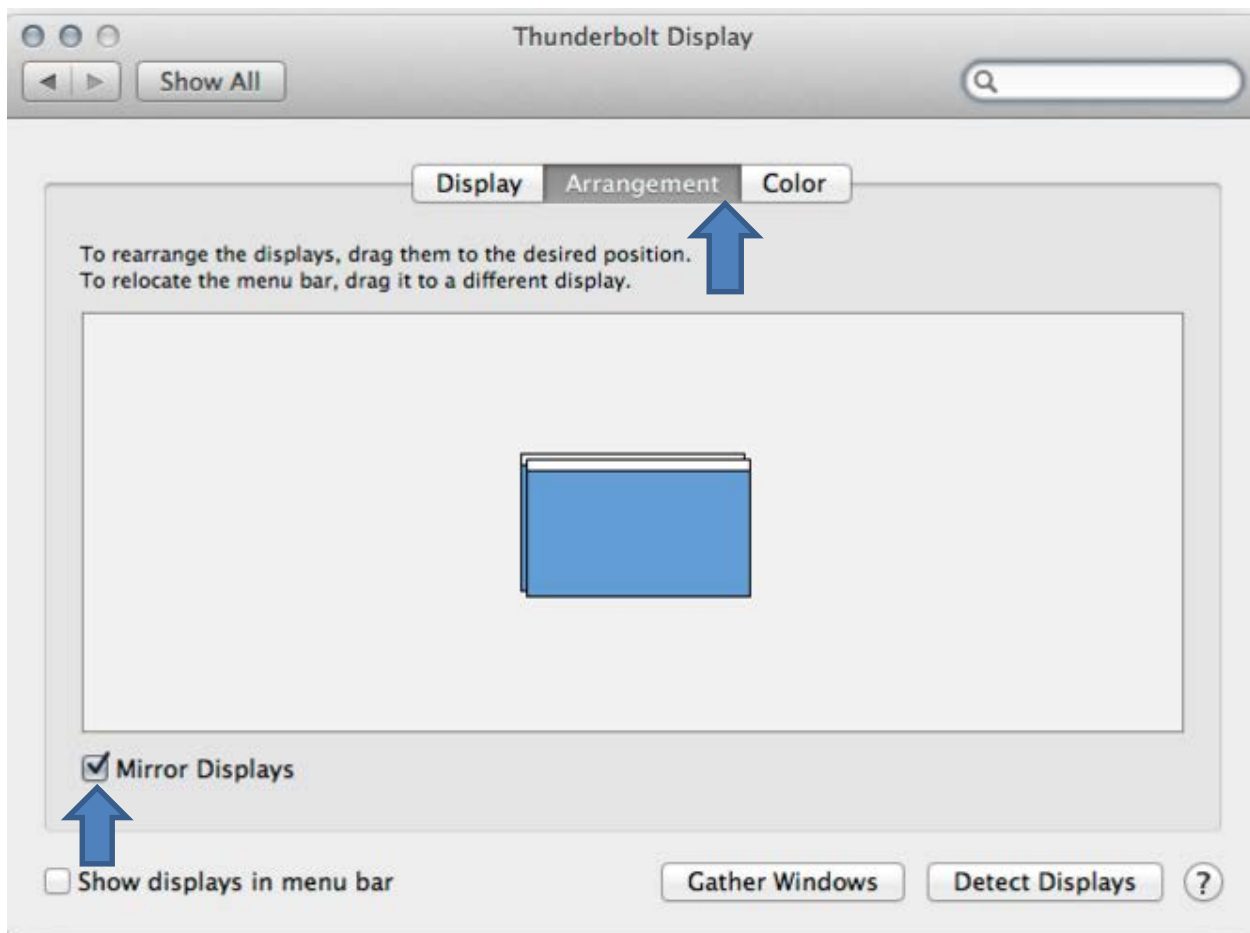 Thunderbolt Display
Show All
Display Arrangement Color
To rearrange the displays, drag them to the desired position.
To relocate the menu bar, drag it to a different display.
Mirror Displays
Show displays in menu bar Gather Windows Detect Displays ?